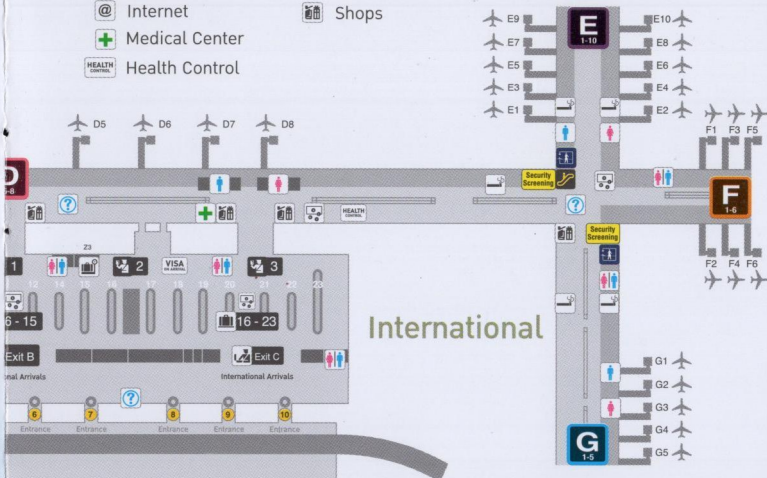 @ Internet
Shops
Medical Center
HEALTH CONTROL Health Control
E
1-10
E9
E10
E7
E8
E5
E6
E3
E4
E1
E2
D5
D6
D7
D8
F1
F3
F5
Security
Screening
D
?
HEALTH
CONTROL
?
F
1-6
Security
Screening
F2
F4
F6
Z3
1
2
VISA
ON ARRIVAL
3
12
14
15
16
17
18
19
20
21
22
23
6 - 15
16 - 23
International
Exit B
Exit C
nal Arrivals
International Arrivals
?
G1
G2
G3
G4
G5
6
7
8
9
10
Entrance
Entrance
Entrance
Entrance
Entrance
G
1-5